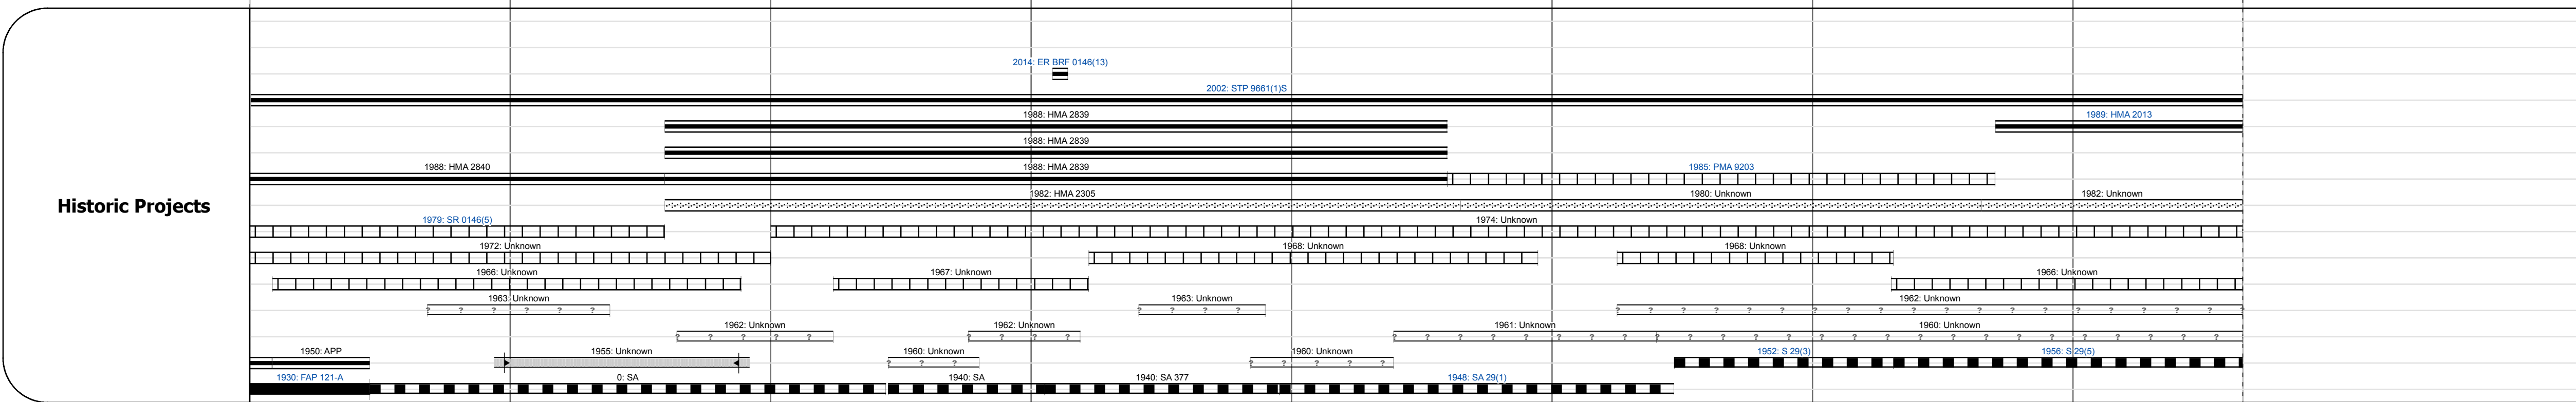 2014: ER BRF 0146(13)
2002: STP 9661(1)S
1988: HMA 2839
1989: HMA 2013
1988: HMA 2839
1988: HMA 2840
1988: HMA 2839
1985: PMA 9203
1982: HMA 2305
1980: Unknown
1982: Unknown
Historic Projects
1979: SR 0146(5)
1974: Unknown
1972: Unknown
1968: Unknown
1968: Unknown
1966: Unknown
1967: Unknown
1966: Unknown
1963: Unknown
1963: Unknown
1962: Unknown
? ? ? ? ? ?
? ? ? ?
? ? ? ? ? ? ? ? ? ? ? ? ? ? ? ? ? ? ? ?
1962: Unknown
1962: Unknown
1961: Unknown
1960: Unknown
? ? ? ? ?
? ? ? ?
? ? ? ? ? ? ? ? ?
? ? ? ? ? ? ? ? ? ? ? ? ? ? ? ? ? ?
1950: APP
1955: Unknown
1960: Unknown
1960: Unknown
1952: S 29(3)
1956: S 29(5)
? ? ?
? ? ? ? ?
1930: FAP 121-A
0: SA
1940: SA
1940: SA 377
1948: SA 29(1)